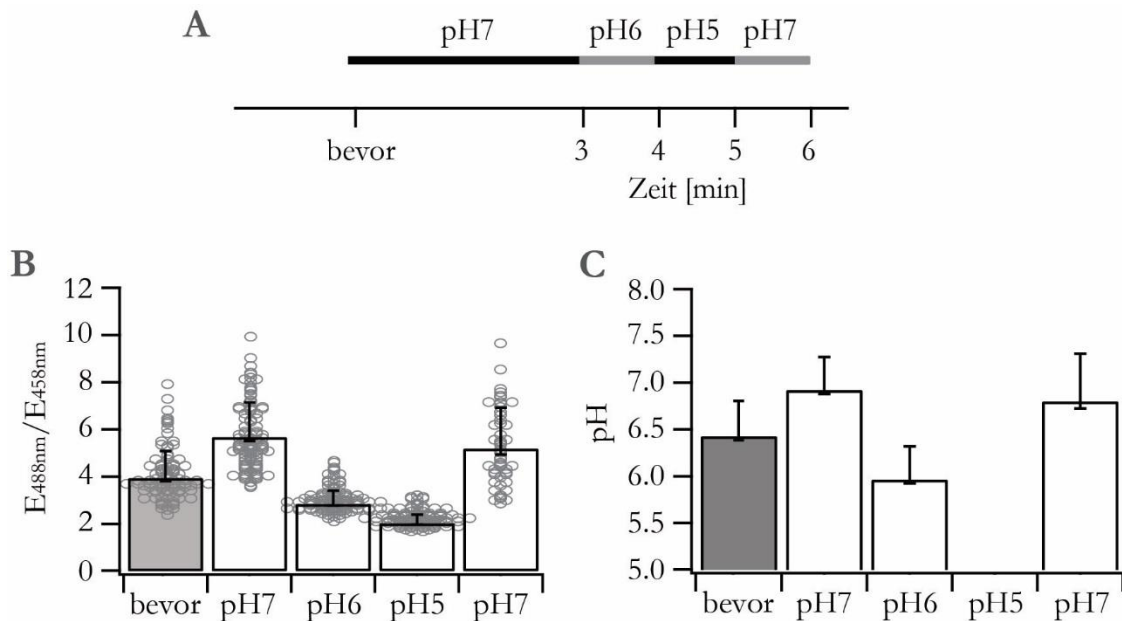 A
pH7 pH6 pH5 pH7
bevor 3 4 5 6
Zeit [min]
B
E488nm/E458nm
12
10
8
6
4
2
0
bevor pH7 pH6 pH5 pH7
C
pH
8.0
7.5
7.0
6.5
6.0
5.5
5.0
bevor pH7 pH6 pH5 pH7